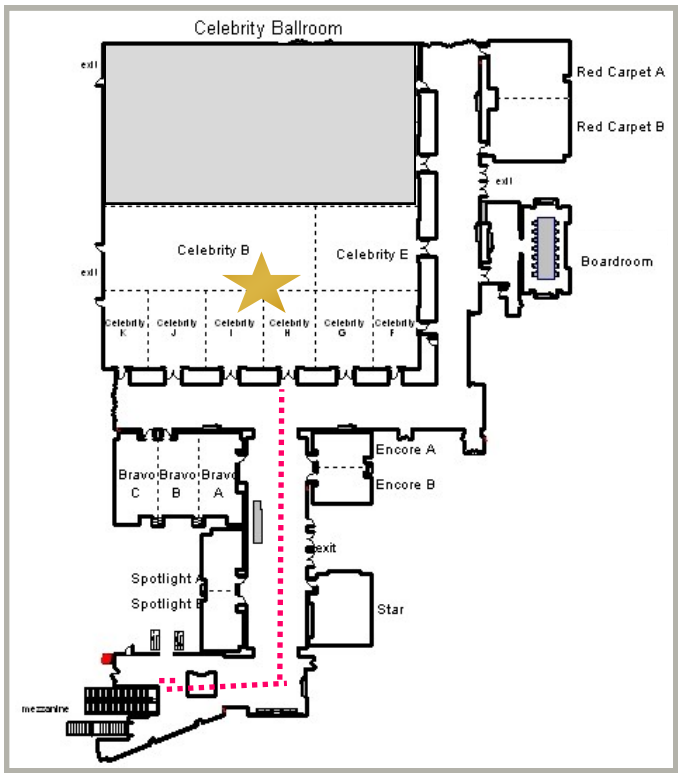 Celebrity Ballroom
exit
Red Carpet A
Red Carpet B
exit
Celebrity B
Celebrity E
Boardroom
exit
Celebrity
K
Celebrity
J
Celebrity
I
Celebrity
H
Celebrity
G
Celebrity
F
Encore A
Encore B
Bravo
C
Bravo
B
Bravo
A
exit
Spotlight A
Spotlight B
Star
mezzanine